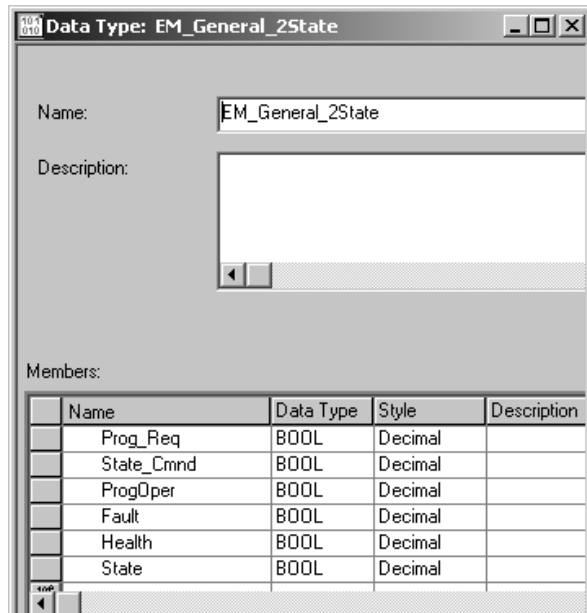 Data Type: EM_General_2State
Name: EM_General_2State
Description:
Members:
Name Data Type Style Description
Prog_Req BOOL Decimal
State_Cmnd BOOL Decimal
ProgOper BOOL Decimal
Fault BOOL Decimal
Health BOOL Decimal
State BOOL Decimal